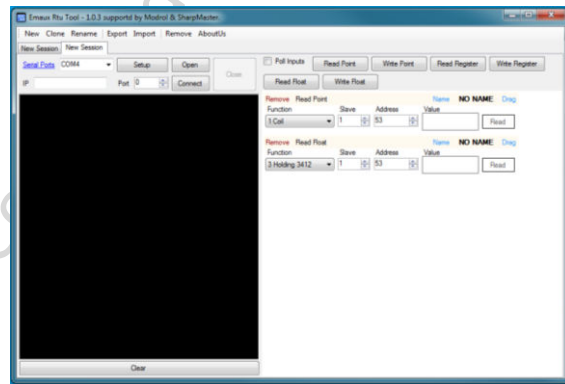 Emaux Rtu Tool - 1.0.3 supportd by Modrol & SharpMaster
New Clone Rename Export Import Remove AboutUs
New Session New Session
Serial Ports COM4 Setup Open Close
IP Port 0 Connect
Poll Inputs Read Point Write Point Read Register Write Register
Read Float Write Float
Remove Read Point Name NO NAME Drag
Function Slave Address Value
1 Coil 1 53 Read
Remove Read Float Name NO NAME Drag
Function Slave Address Value
3 Holding 3412 1 53 Read
Clear